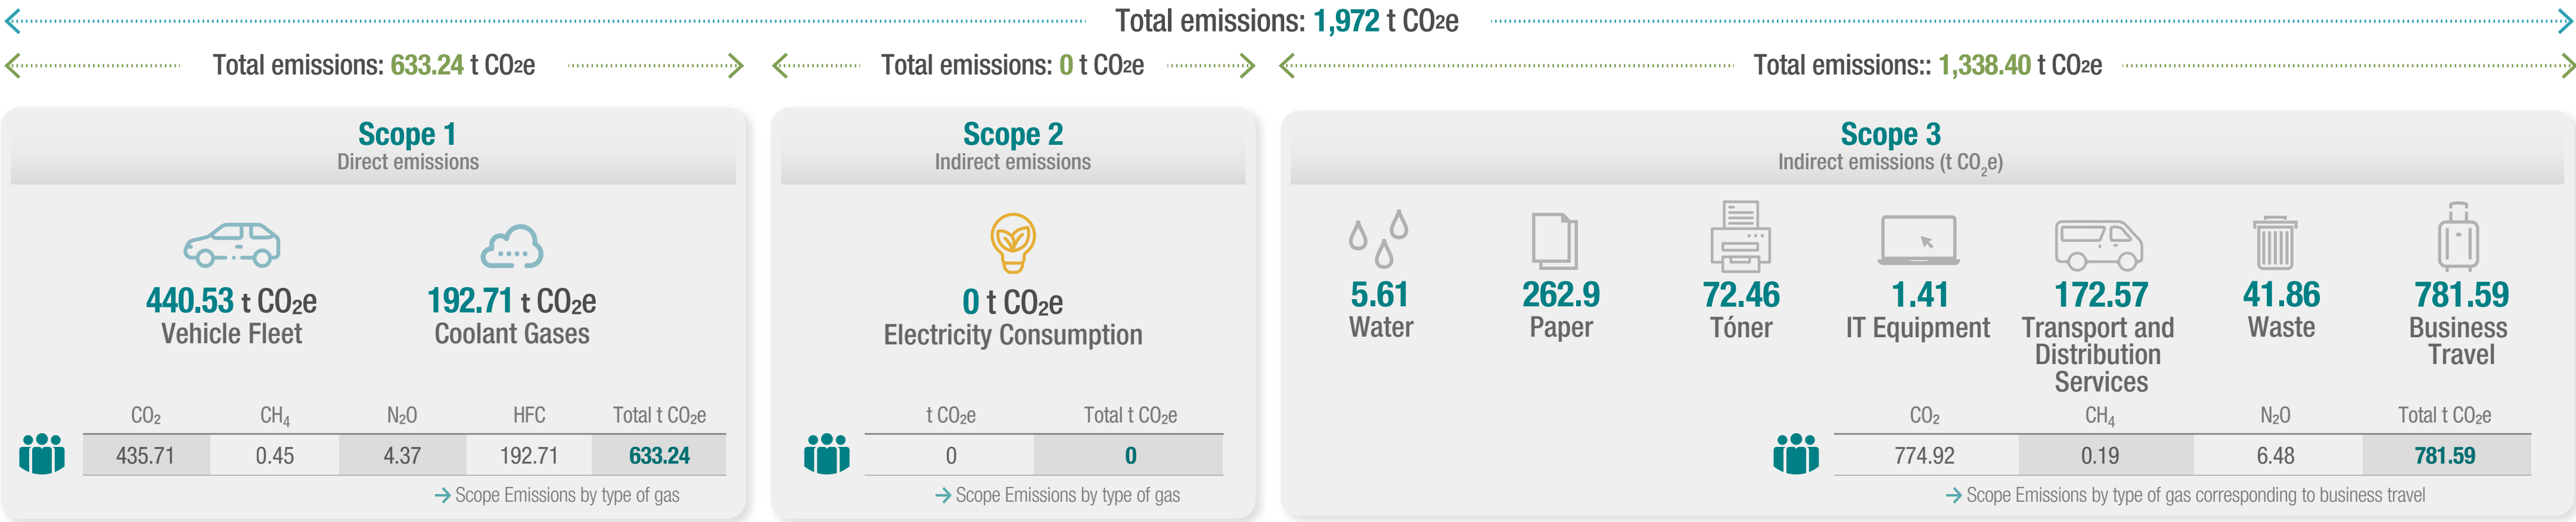 Total emissions: 1,972 t CO2e
Total emissions: 633.24 t CO2e
Total emissions: 0 t CO2e
Total emissions:: 1,338.40 t CO2e
Scope 1
Direct emissions
440.53 t CO2e
Vehicle Fleet
192.71 t CO2e
Coolant Gases
CO₂ CH₄ N₂O HFC Total t CO₂e
435.71 0.45 4.37 192.71 633.24
→ Scope Emissions by type of gas
Scope 2
Indirect emissions
0 t CO2e
Electricity Consumption
t CO₂e Total t CO₂e
0 0
→ Scope Emissions by type of gas
Scope 3
Indirect emissions (t CO₂e)
5.61
Water
262.9
Paper
72.46
Tóner
1.41
IT Equipment
172.57
Transport and
Distribution
Services
41.86
Waste
781.59
Business
Travel
CO₂ CH₄ N₂O Total t CO₂e
774.92 0.19 6.48 781.59
→ Scope Emissions by type of gas corresponding to business travel